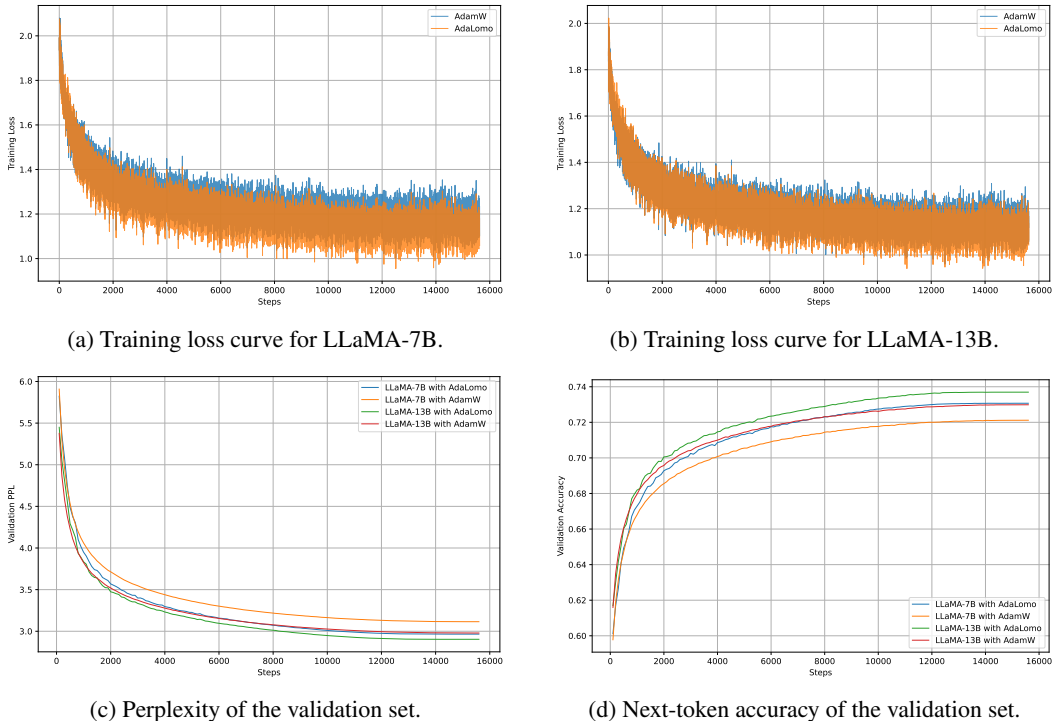 AdamW
AdaLomo
2.0
1.8
1.6
1.4
1.2
1.0
Training Loss
0 2000 4000 6000 8000 10000 12000 14000 16000
Steps
(a) Training loss curve for LLaMA-7B.
AdamW
AdaLomo
2.0
1.8
1.6
1.4
1.2
1.0
Training Loss
0 2000 4000 6000 8000 10000 12000 14000 16000
Steps
(b) Training loss curve for LLaMA-13B.
LLaMA-7B with AdaLomo
LLaMA-7B with AdamW
LLaMA-13B with AdaLomo
LLaMA-13B with AdamW
6.0
5.5
5.0
4.5
4.0
3.5
3.0
Validation PPL
0 2000 4000 6000 8000 10000 12000 14000 16000
Steps
(c) Perplexity of the validation set.
0.74
0.72
0.70
0.68
0.66
0.64
0.62
0.60
Validation Accuracy
LLaMA-7B with AdaLomo
LLaMA-7B with AdamW
LLaMA-13B with AdaLomo
LLaMA-13B with AdamW
0 2000 4000 6000 8000 10000 12000 14000 16000
Steps
(d) Next-token accuracy of the validation set.